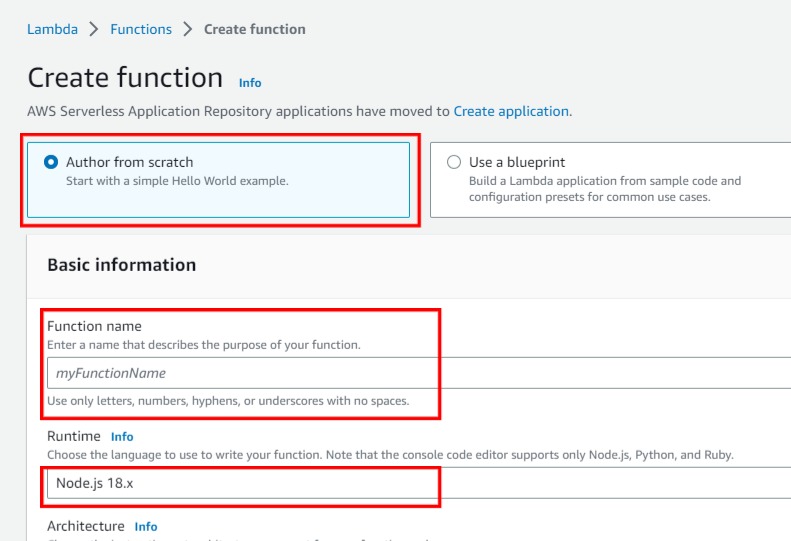 Lambda > Functions > Create function
Create function Info
AWS Serverless Application Repository applications have moved to Create application.
Author from scratch
Start with a simple Hello World example.
Use a blueprint
Build a Lambda application from sample code and
configuration presets for common use cases.
Basic information
Function name
Enter a name that describes the purpose of your function.
myFunctionName
Use only letters, numbers, hyphens, or underscores with no spaces.
Runtime Info
Choose the language to use to write your function. Note that the console code editor supports only Node.js, Python, and Ruby.
Node.js 18.x
Architecture Info